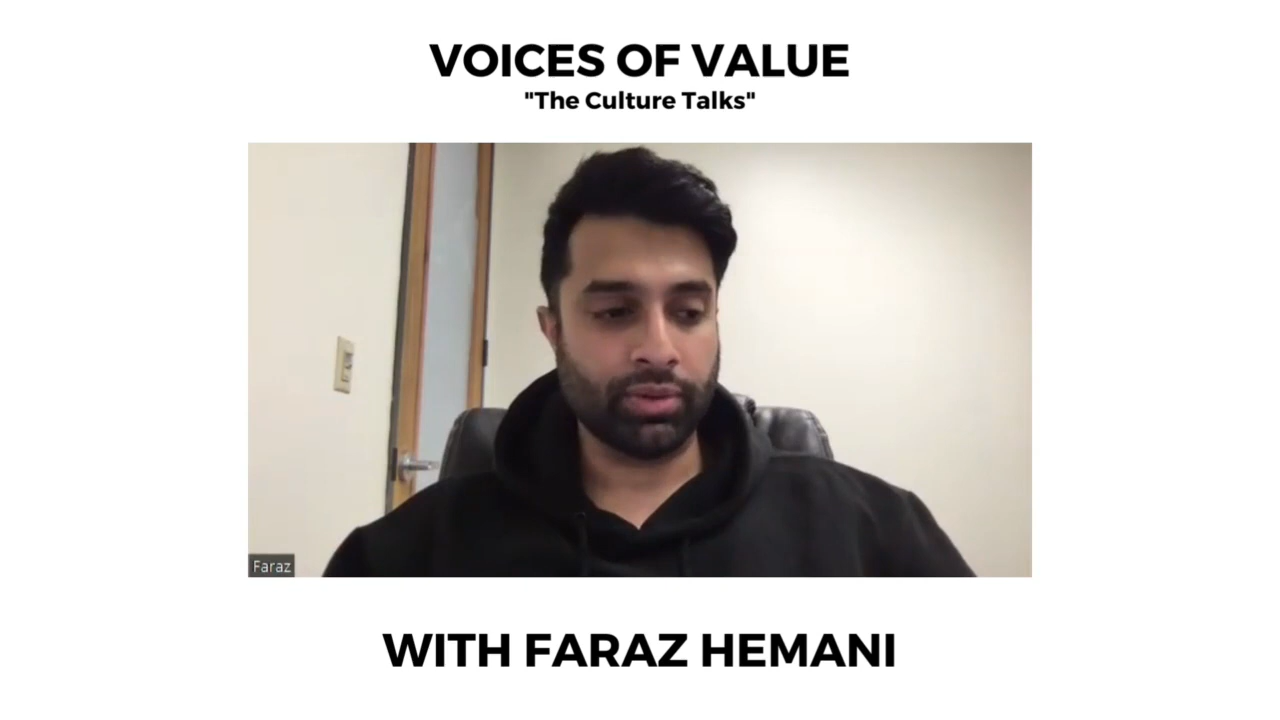 VOICES OF VALUE
"The Culture Talks"
Faraz
WITH FARAZ HEMANI